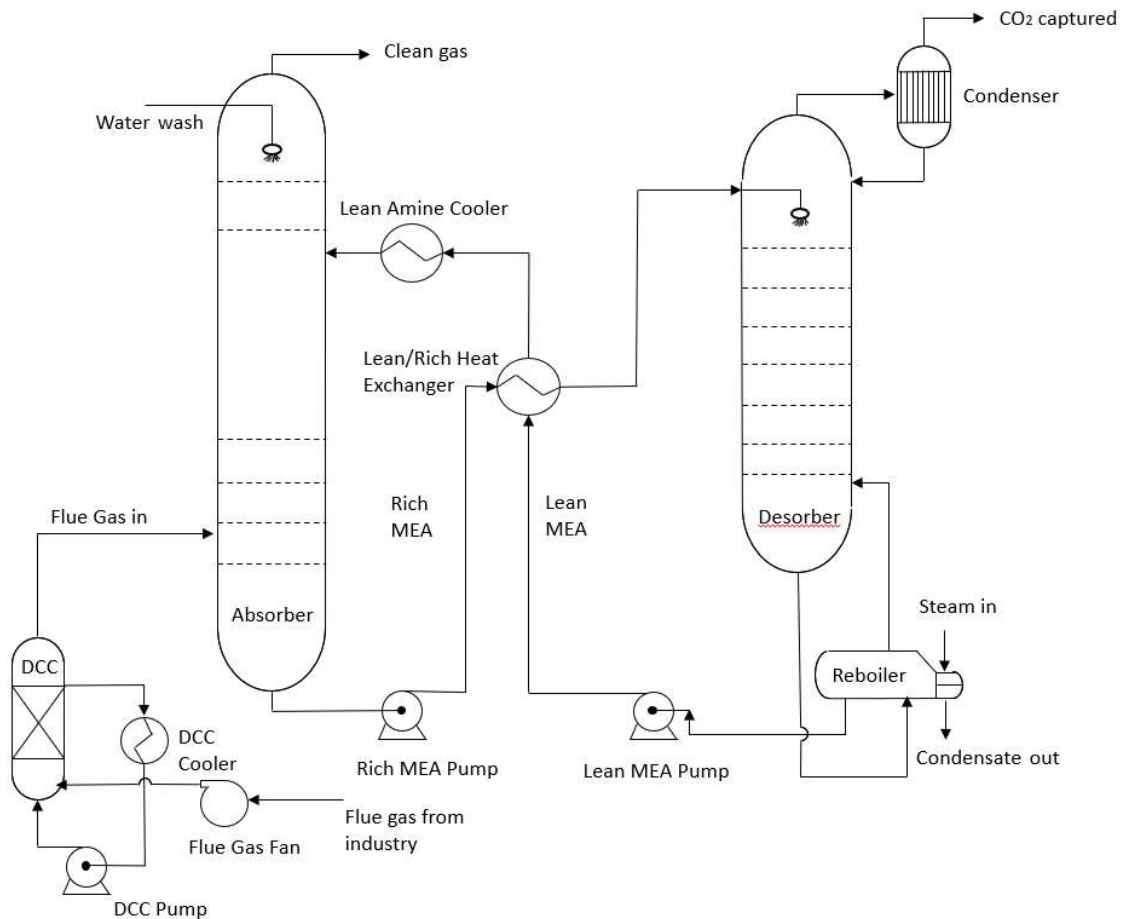 Clean gas
CO2 captured
Condenser
Water wash
Lean Amine Cooler
Lean/Rich Heat
Exchanger
Rich
MEA
Lean
MEA
Flue Gas in
Desorber
Absorber
Steam in
DCC
Reboiler
DCC
Cooler
Rich MEA Pump
Lean MEA Pump
Condensate out
Flue gas from
industry
Flue Gas Fan
DCC Pump